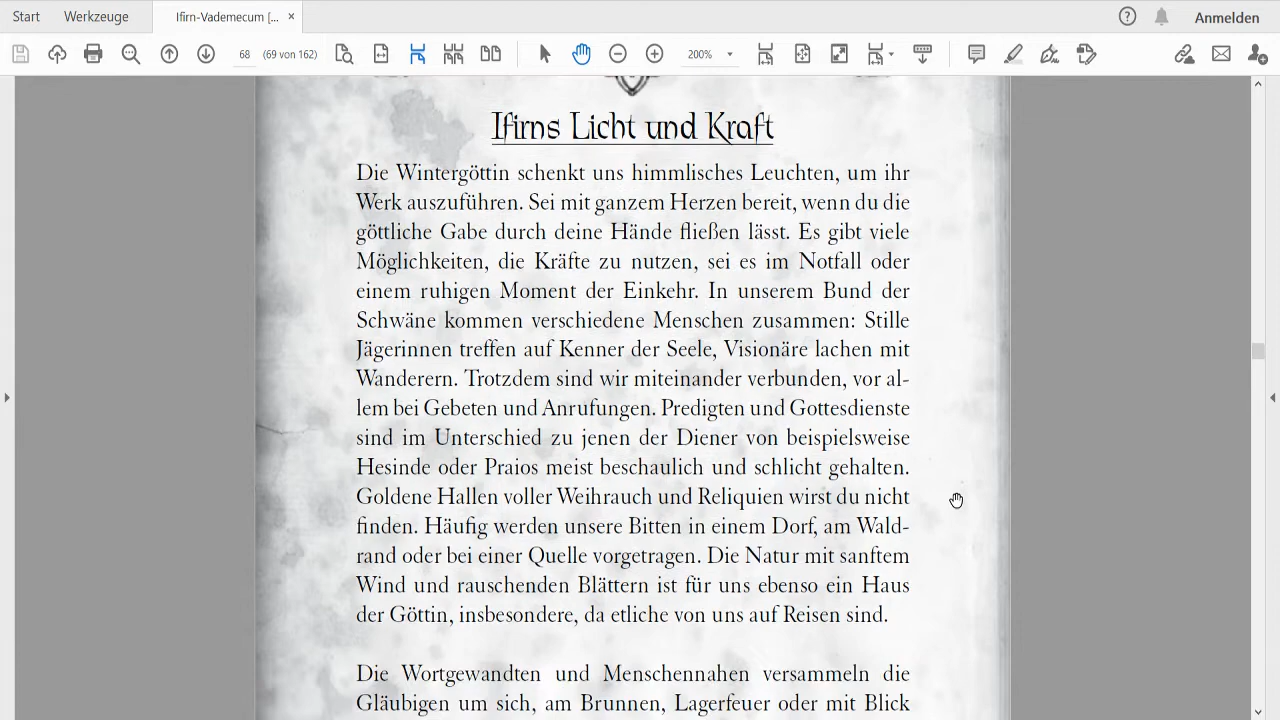 Start Werkzeuge Ifirn-Vademecum [... × Anmelden
68 (69 von 162) 200%
Ifirns Licht und Kraft
Die Wintergöttin schenkt uns himmlisches Leuchten, um ihr
Werk auszuführen. Sei mit ganzem Herzen bereit, wenn du die
göttliche Gabe durch deine Hände fließen lässt. Es gibt viele
Möglichkeiten, die Kräfte zu nutzen, sei es im Notfall oder
einem ruhigen Moment der Einkehr. In unserem Bund der
Schwäne kommen verschiedene Menschen zusammen: Stille
Jägerinnen treffen auf Kenner der Seele, Visionäre lachen mit
Wanderern. Trotzdem sind wir miteinander verbunden, vor al-
lem bei Gebeten und Anrufungen. Predigten und Gottesdienste
sind im Unterschied zu jenen der Diener von beispielsweise
Hesinde oder Praios meist beschaulich und schlicht gehalten.
Goldene Hallen voller Weihrauch und Reliquien wirst du nicht
finden. Häufig werden unsere Bitten in einem Dorf, am Wald-
rand oder bei einer Quelle vorgetragen. Die Natur mit sanftem
Wind und rauschenden Blättern ist für uns ebenso ein Haus
der Göttin, insbesondere, da etliche von uns auf Reisen sind.
Die Wortgewandten und Menschennahen versammeln die
Gläubigen um sich, am Brunnen, Lagerfeuer oder mit Blick